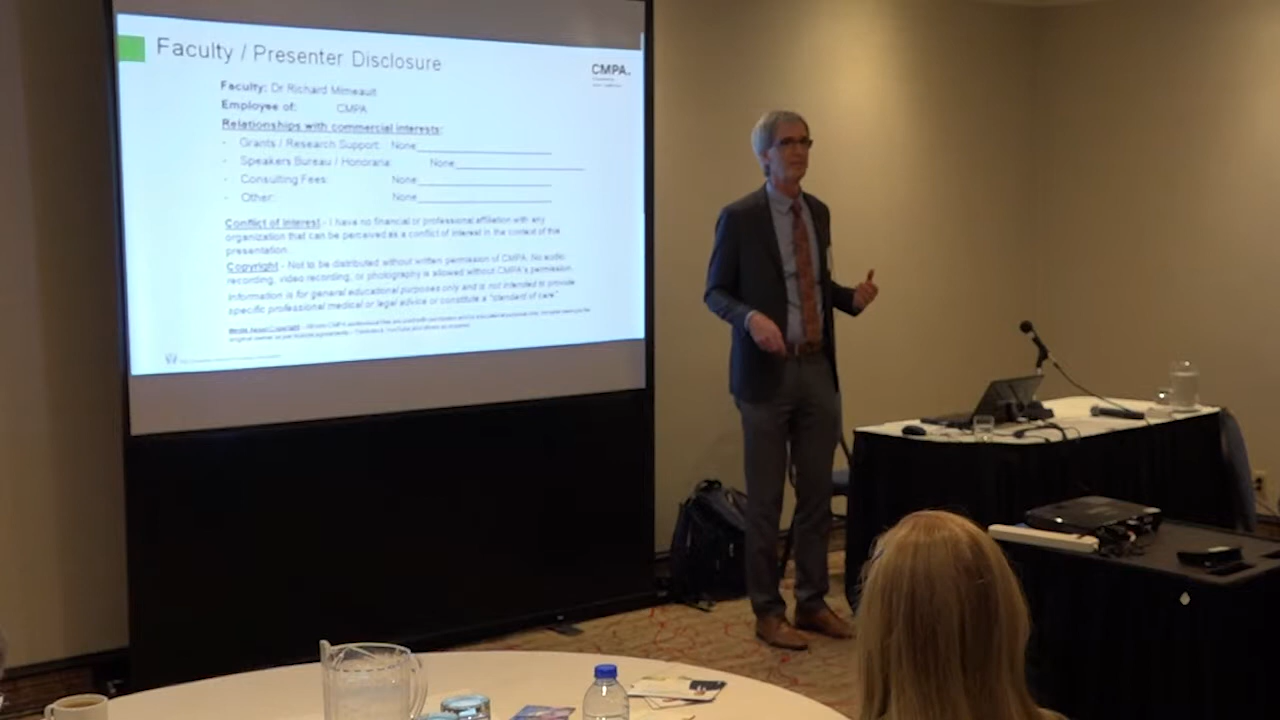 Faculty / Presenter Disclosure
CMPA.
Faculty: Dr Richard Mimeault
Employee of: CMPA
Relationships with commercial interests:
- Grants / Research Support: None
- Speakers Bureau / Honoraria: None
- Consulting Fees: None
- Other: None
Conflict of Interest - I have no financial or professional affiliation with any
organization that can be perceived as a conflict of interest in the context of this
presentation.
Copyright - Not to be distributed without written permission of CMPA. No audio
recording, video recording, or photography is allowed without CMPA's permission.
Information is for general educational purposes only and is not intended to provide
specific professional medical or legal advice or constitute a "standard of care"